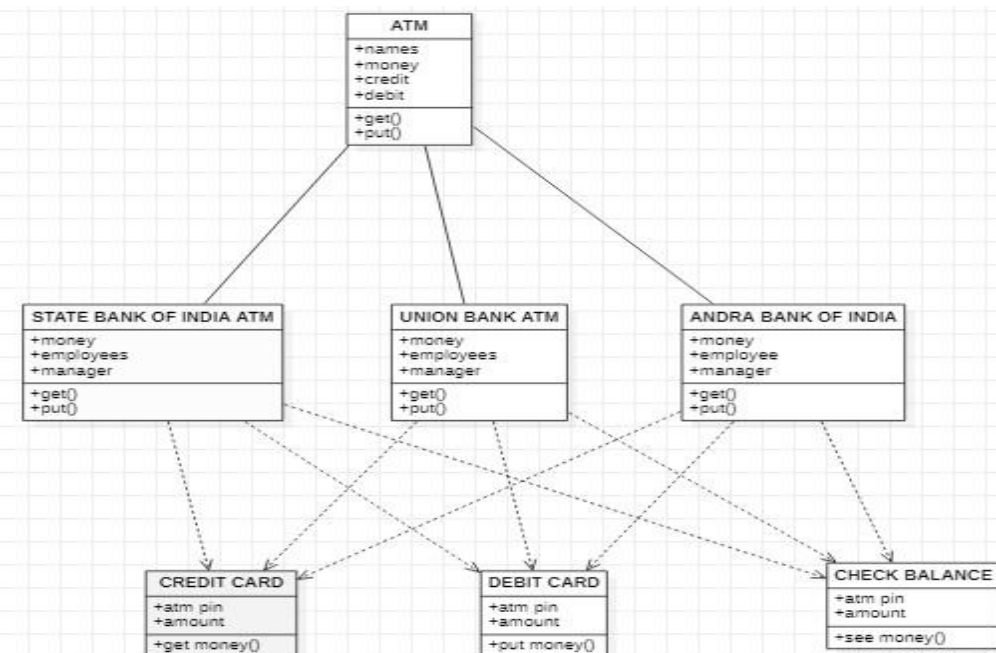 ATM
+names
+money
+credit
+debit
+get()
+put()
STATE BANK OF INDIA ATM
+money
+employees
+manager
+get()
+put()
UNION BANK ATM
+money
+employees
+manager
+get()
+put()
ANDRA BANK OF INDIA
+money
+employee
+manager
+get()
+put()
CREDIT CARD
+atm pin
+amount
+get money()
DEBIT CARD
+atm pin
+amount
+put money()
CHECK BALANCE
+atm pin
+amount
+see money()